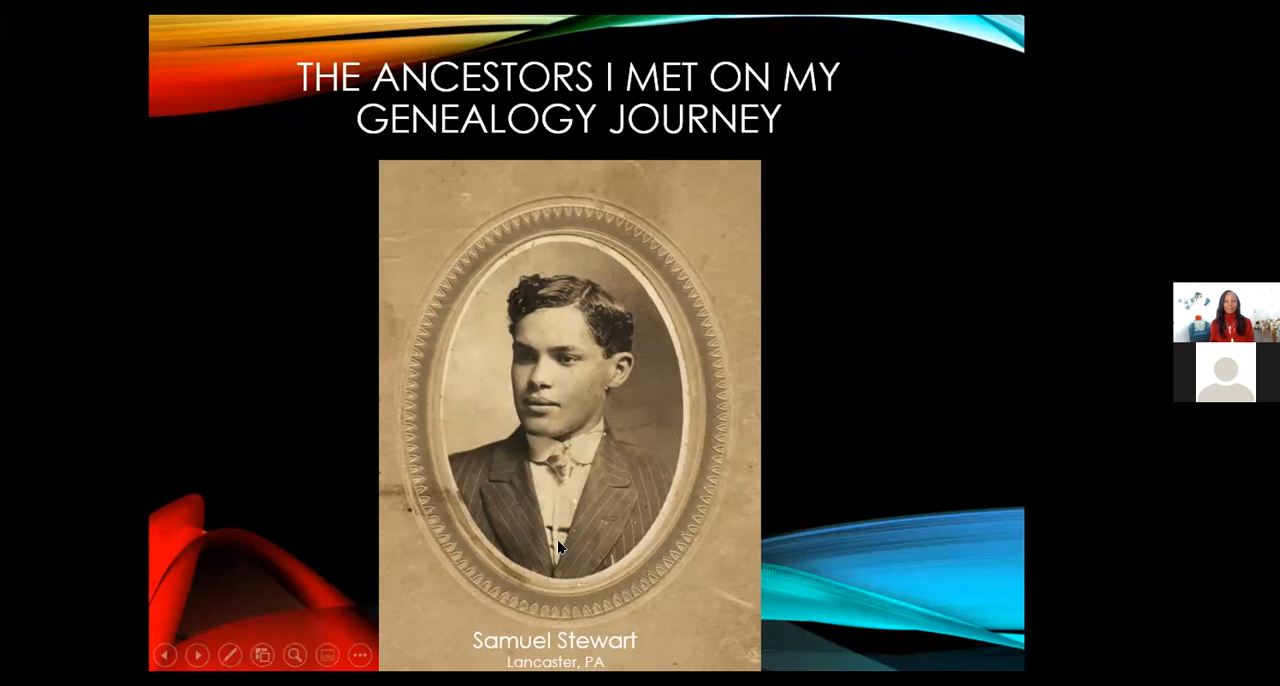 THE ANCESTORS I MET ON MY
GENEALOGY JOURNEY
Samuel Stewart
Lancaster, PA